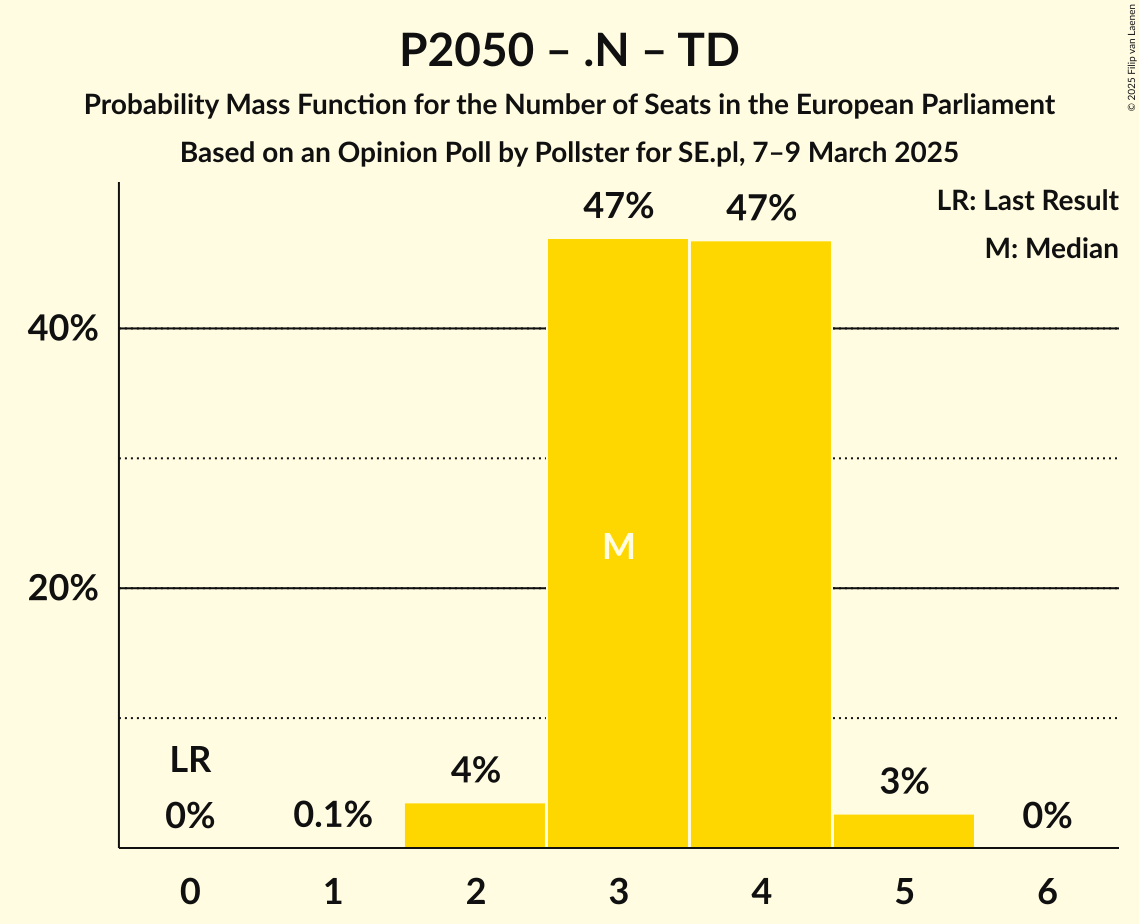 P2050 – .N – TD
Probability Mass Function for the Number of Seats in the European Parliament
Based on an Opinion Poll by Pollster for SE.pl, 7–9 March 2025
© 2025 Filip van Laenen
LR: Last Result
M: Median
47%
47%
40%
M
20%
LR
0%
0.1%
4%
3%
0%
0
1
2
3
4
5
6